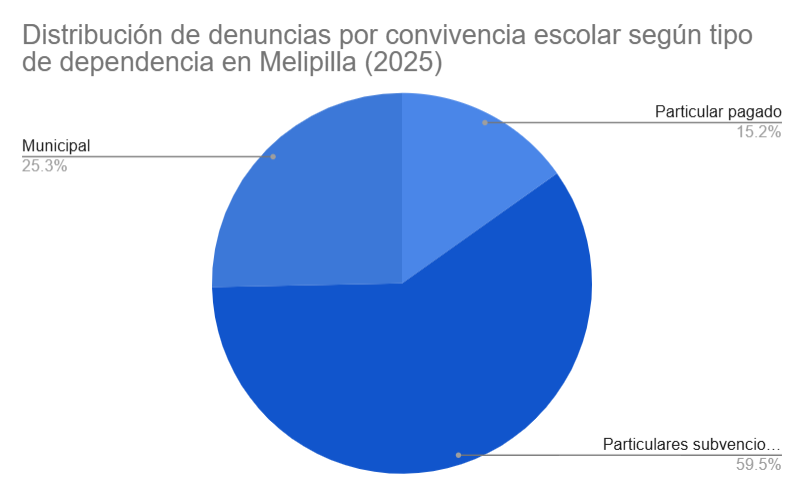 Distribución de denuncias por convivencia escolar según tipo
de dependencia en Melipilla (2025)
Particular pagado
15.2%
Municipal
25.3%
Particulares subvencio…
59.5%